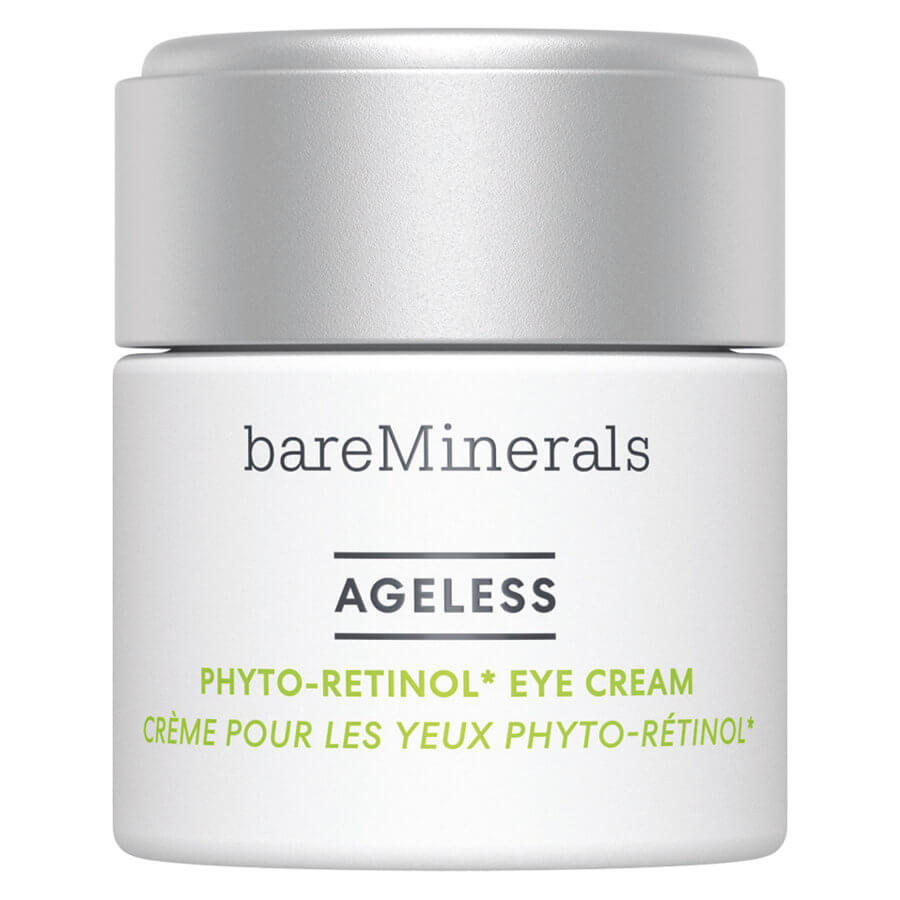 bareMinerals
AGELESS
PHYTO-RETINOL* EYE CREAM
CRÈME POUR LES YEUX PHYTO-RÉTINOL*